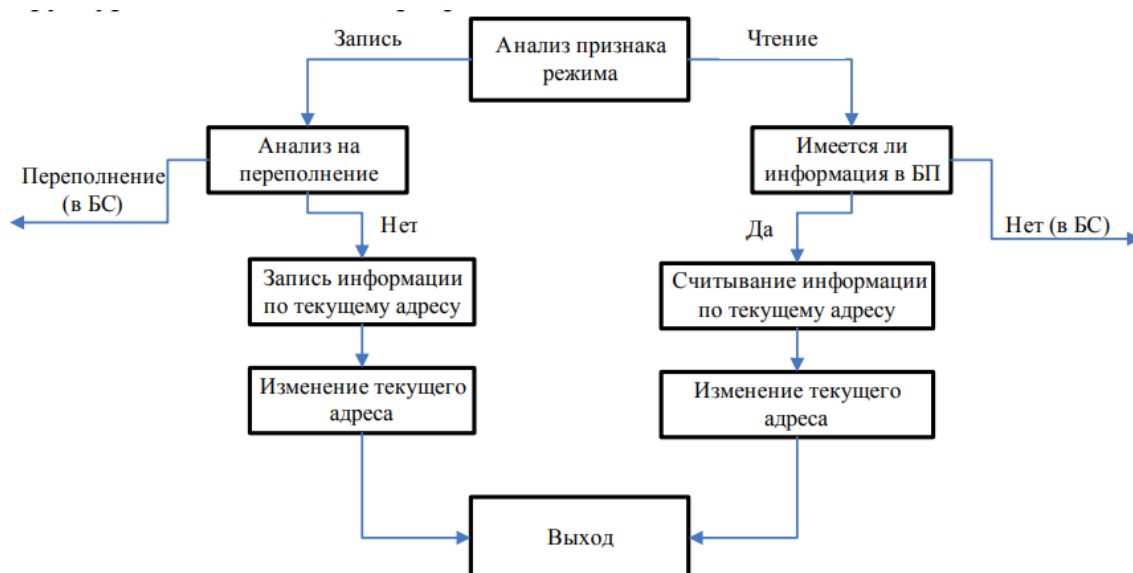 Запись
Анализ признака
режима
Чтение
Анализ на
переполнение
Имеется ли
информация в БП
Переполнение
(в БС)
Нет
Да
Нет (в БС)
Запись информации
по текущему адресу
Считывание информации
по текущему адресу
Изменение текущего
адреса
Изменение текущего
адреса
Выход